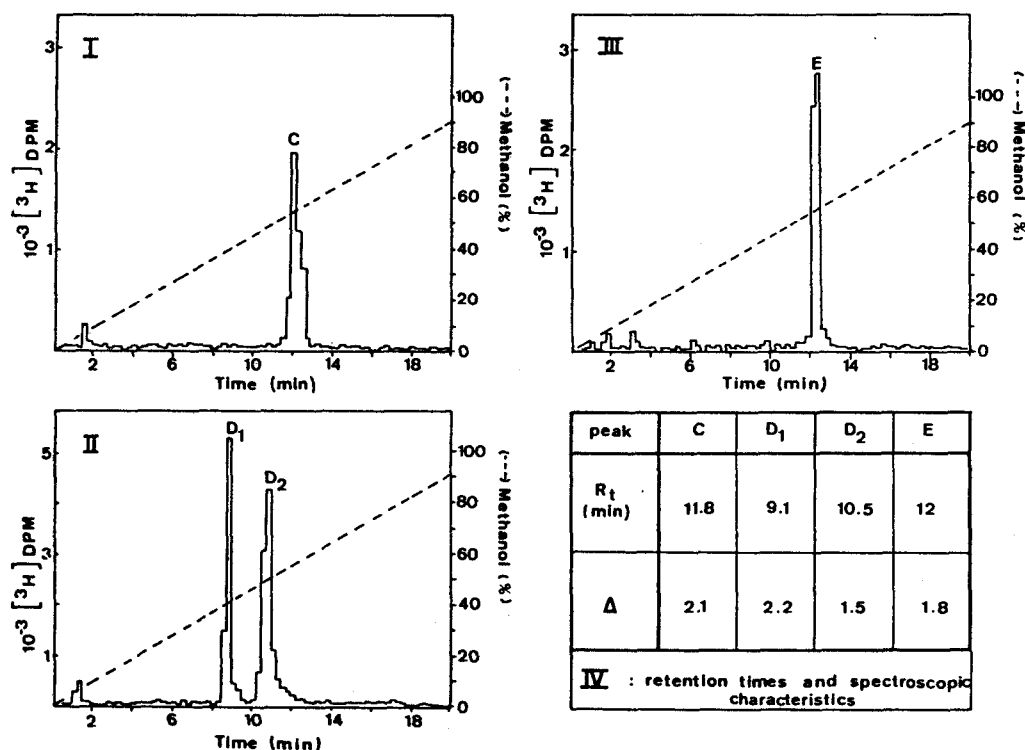 I
C
3
2
1
10⁻³ [³H] DPM
100
80
60
40
20
0
(---) Methanol (%)
2 6 10 14 18
Time (min)
III
E
3
2
1
10⁻³ [³H] DPM
100
80
60
40
20
0
(---) Methanol (%)
2 6 10 14 18
Time (min)
II
D₁
D₂
5
3
2
1
10⁻³ [³H] DPM
100
80
60
40
20
0
(---) Methanol (%)
2 6 10 14 18
Time (min)
peak C D₁ D₂ E
Rt (min) 11.8 9.1 10.5 12
Δ 2.1 2.2 1.5 1.8
IV : retention times and spectroscopic
characteristics